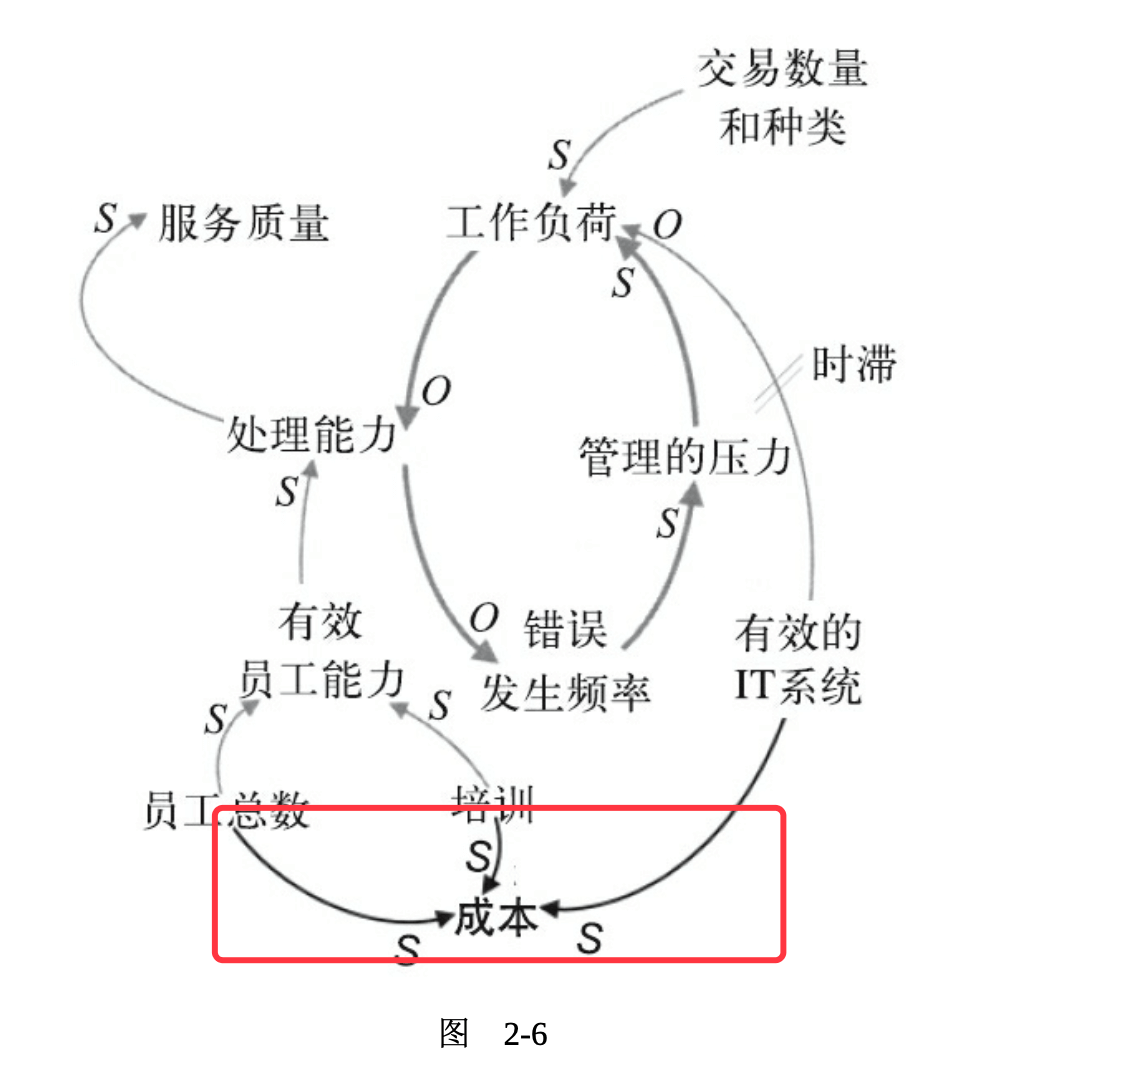 交易数量
和种类
S
S
服务质量
工作负荷
O
S
时滞
O
处理能力
管理的压力
S
S
有效
员工能力
O
错误
发生频率
有效的
IT系统
S
S
员工总数
培训
S
成本
S
S
图 2-6